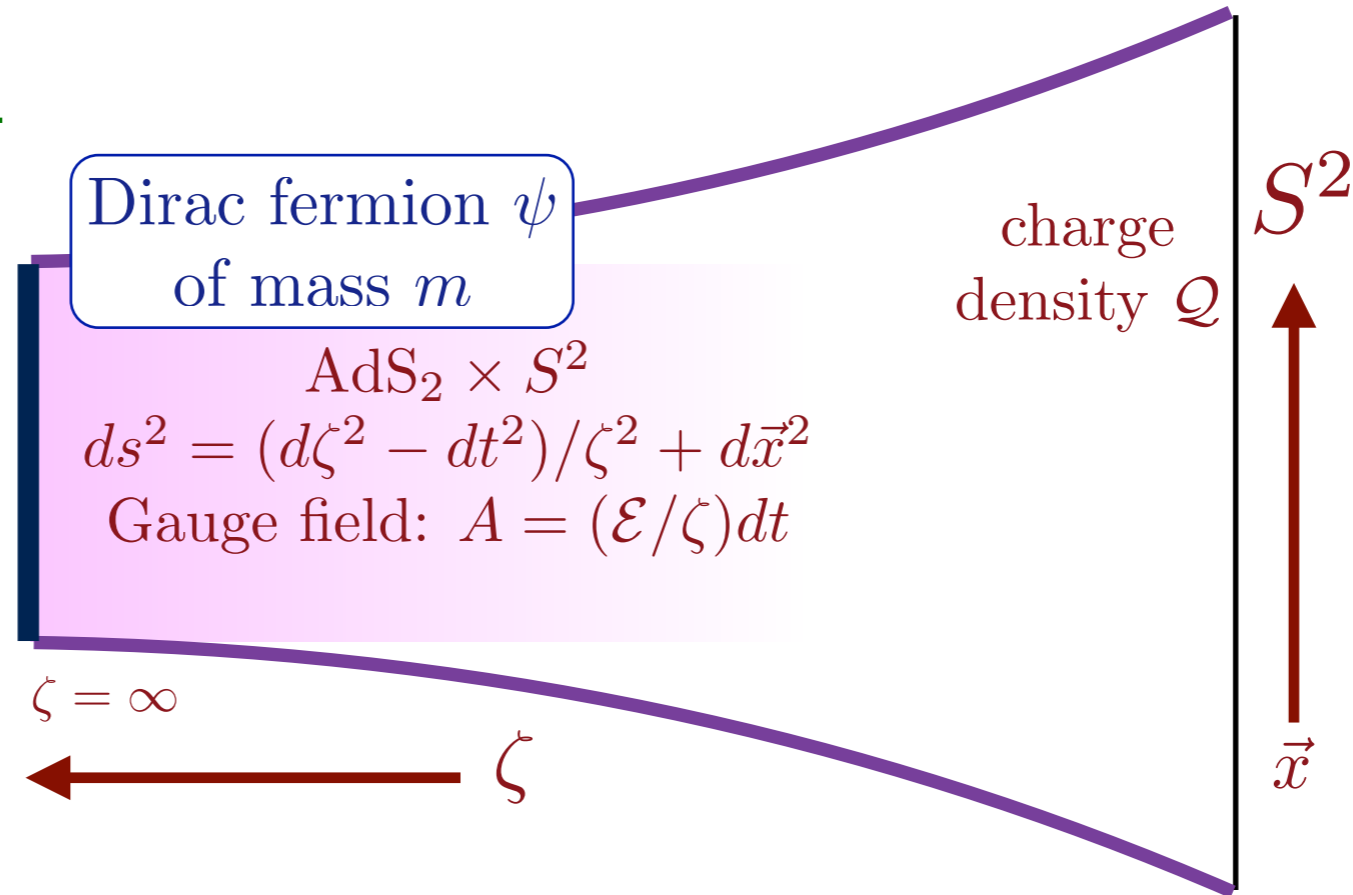 Dirac fermion ψ
of mass m
charge
density 𝒬
S²
AdS₂ × S²
ds² = (dζ² − dt²)/ζ² + dx⃗²
Gauge field: A = (ℰ/ζ)dt
ζ = ∞
ζ
x⃗